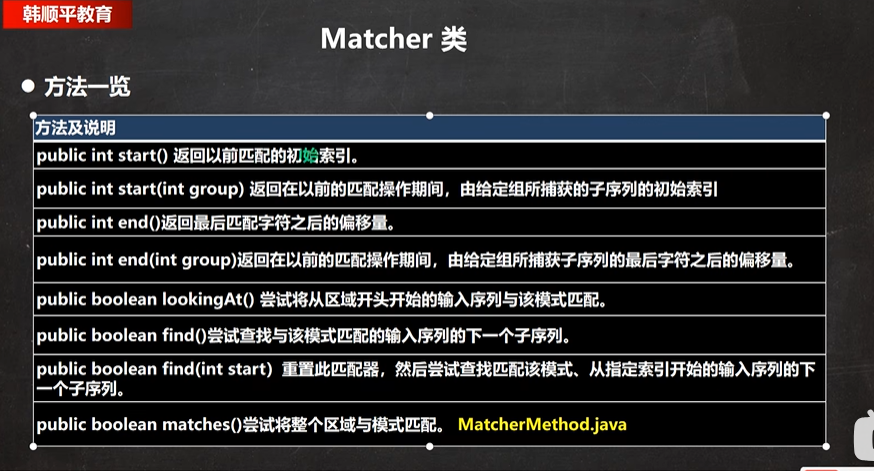 韩顺平教育
Matcher 类
● 方法一览
方法及说明
public int start() 返回以前匹配的初始索引。
public int start(int group) 返回在以前的匹配操作期间，由给定组所捕获的子序列的初始索引
public int end()返回最后匹配字符之后的偏移量。
public int end(int group)返回在以前的匹配操作期间，由给定组所捕获子序列的最后字符之后的偏移量。
public boolean lookingAt() 尝试将从区域开头开始的输入序列与该模式匹配。
public boolean find()尝试查找与该模式匹配的输入序列的下一个子序列。
public boolean find(int start) 重置此匹配器，然后尝试查找匹配该模式、从指定索引开始的输入序列的下
一个子序列。
public boolean matches()尝试将整个区域与模式匹配。 MatcherMethod.java